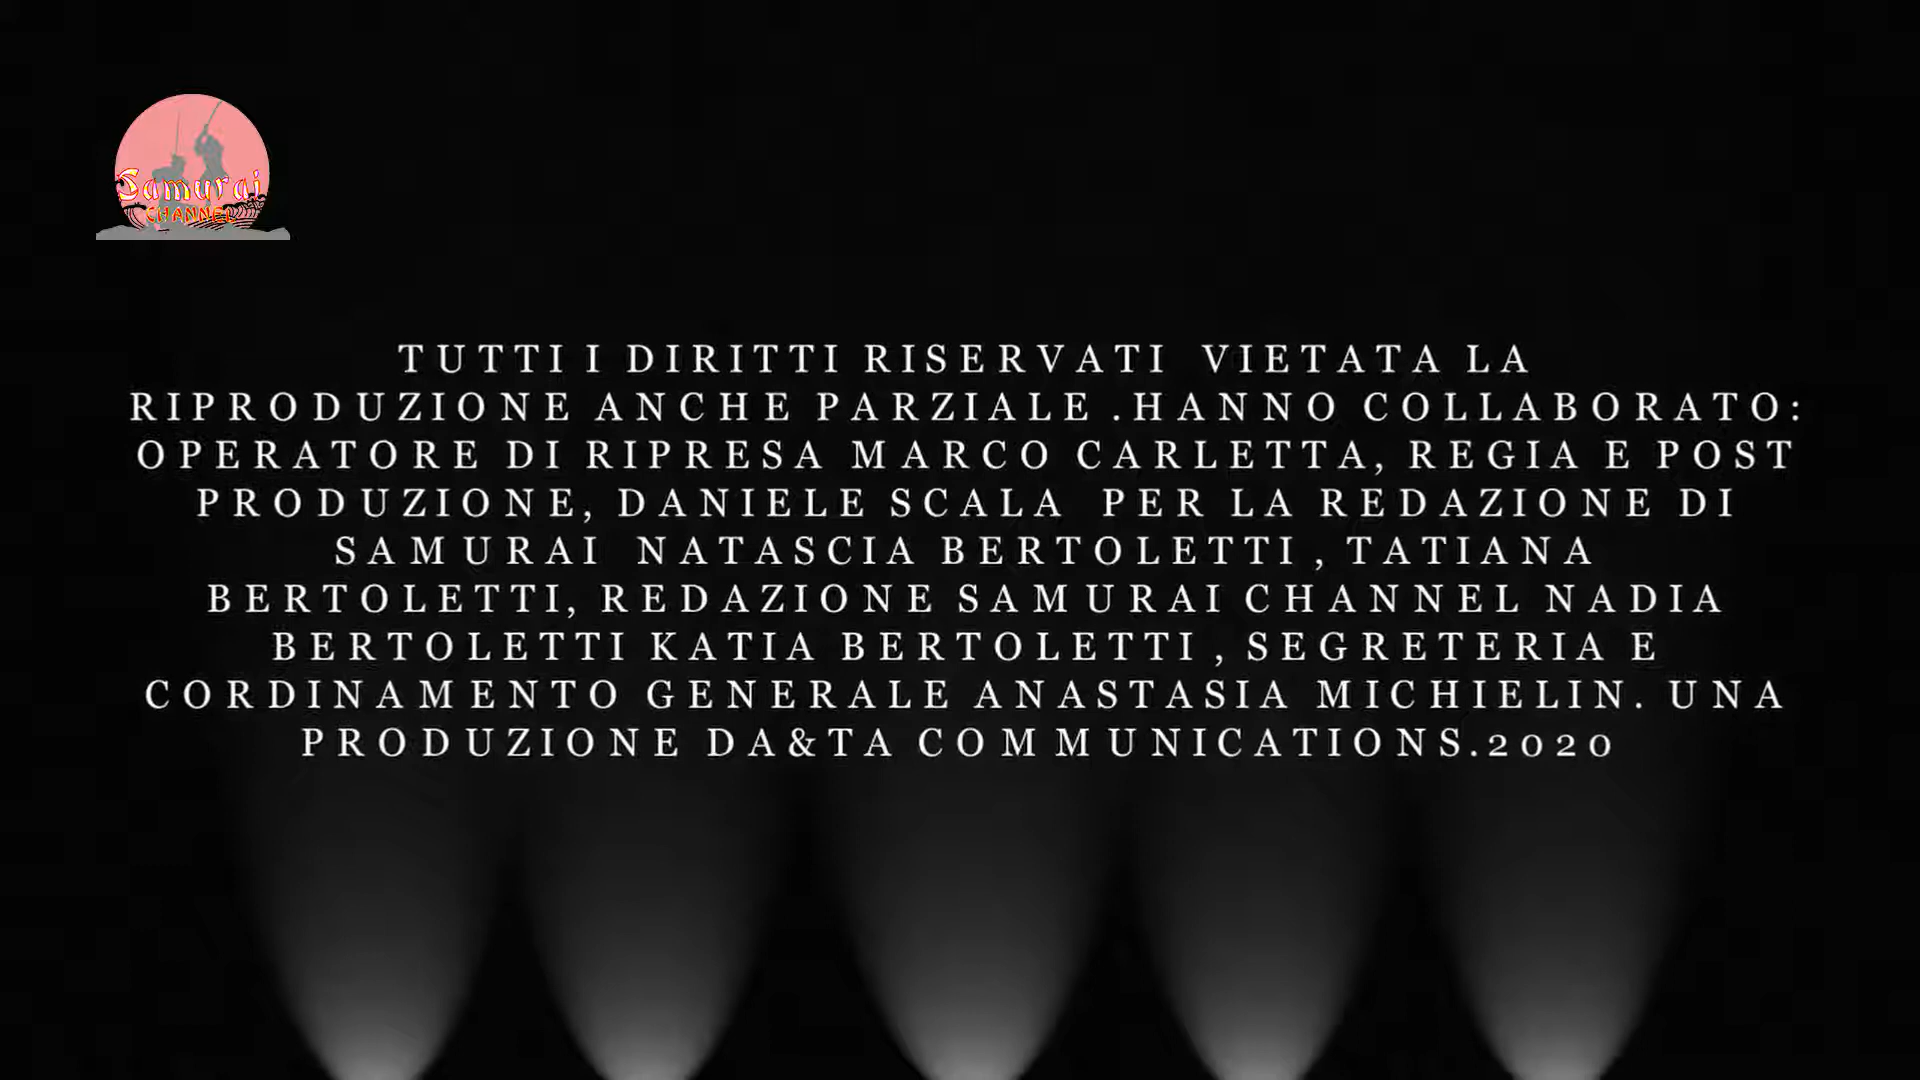 Samurai
CHANNEL
TUTTI I DIRITTI RISERVATI VIETATA LA
RIPRODUZIONE ANCHE PARZIALE .HANNO COLLABORATO:
OPERATORE DI RIPRESA MARCO CARLETTA, REGIA E POST
PRODUZIONE, DANIELE SCALA PER LA REDAZIONE DI
SAMURAI NATASCIA BERTOLETTI , TATIANA
BERTOLETTI, REDAZIONE SAMURAI CHANNEL NADIA
BERTOLETTI KATIA BERTOLETTI , SEGRETERIA E
CORDINAMENTO GENERALE ANASTASIA MICHIELIN. UNA
PRODUZIONE DA&TA COMMUNICATIONS.2020